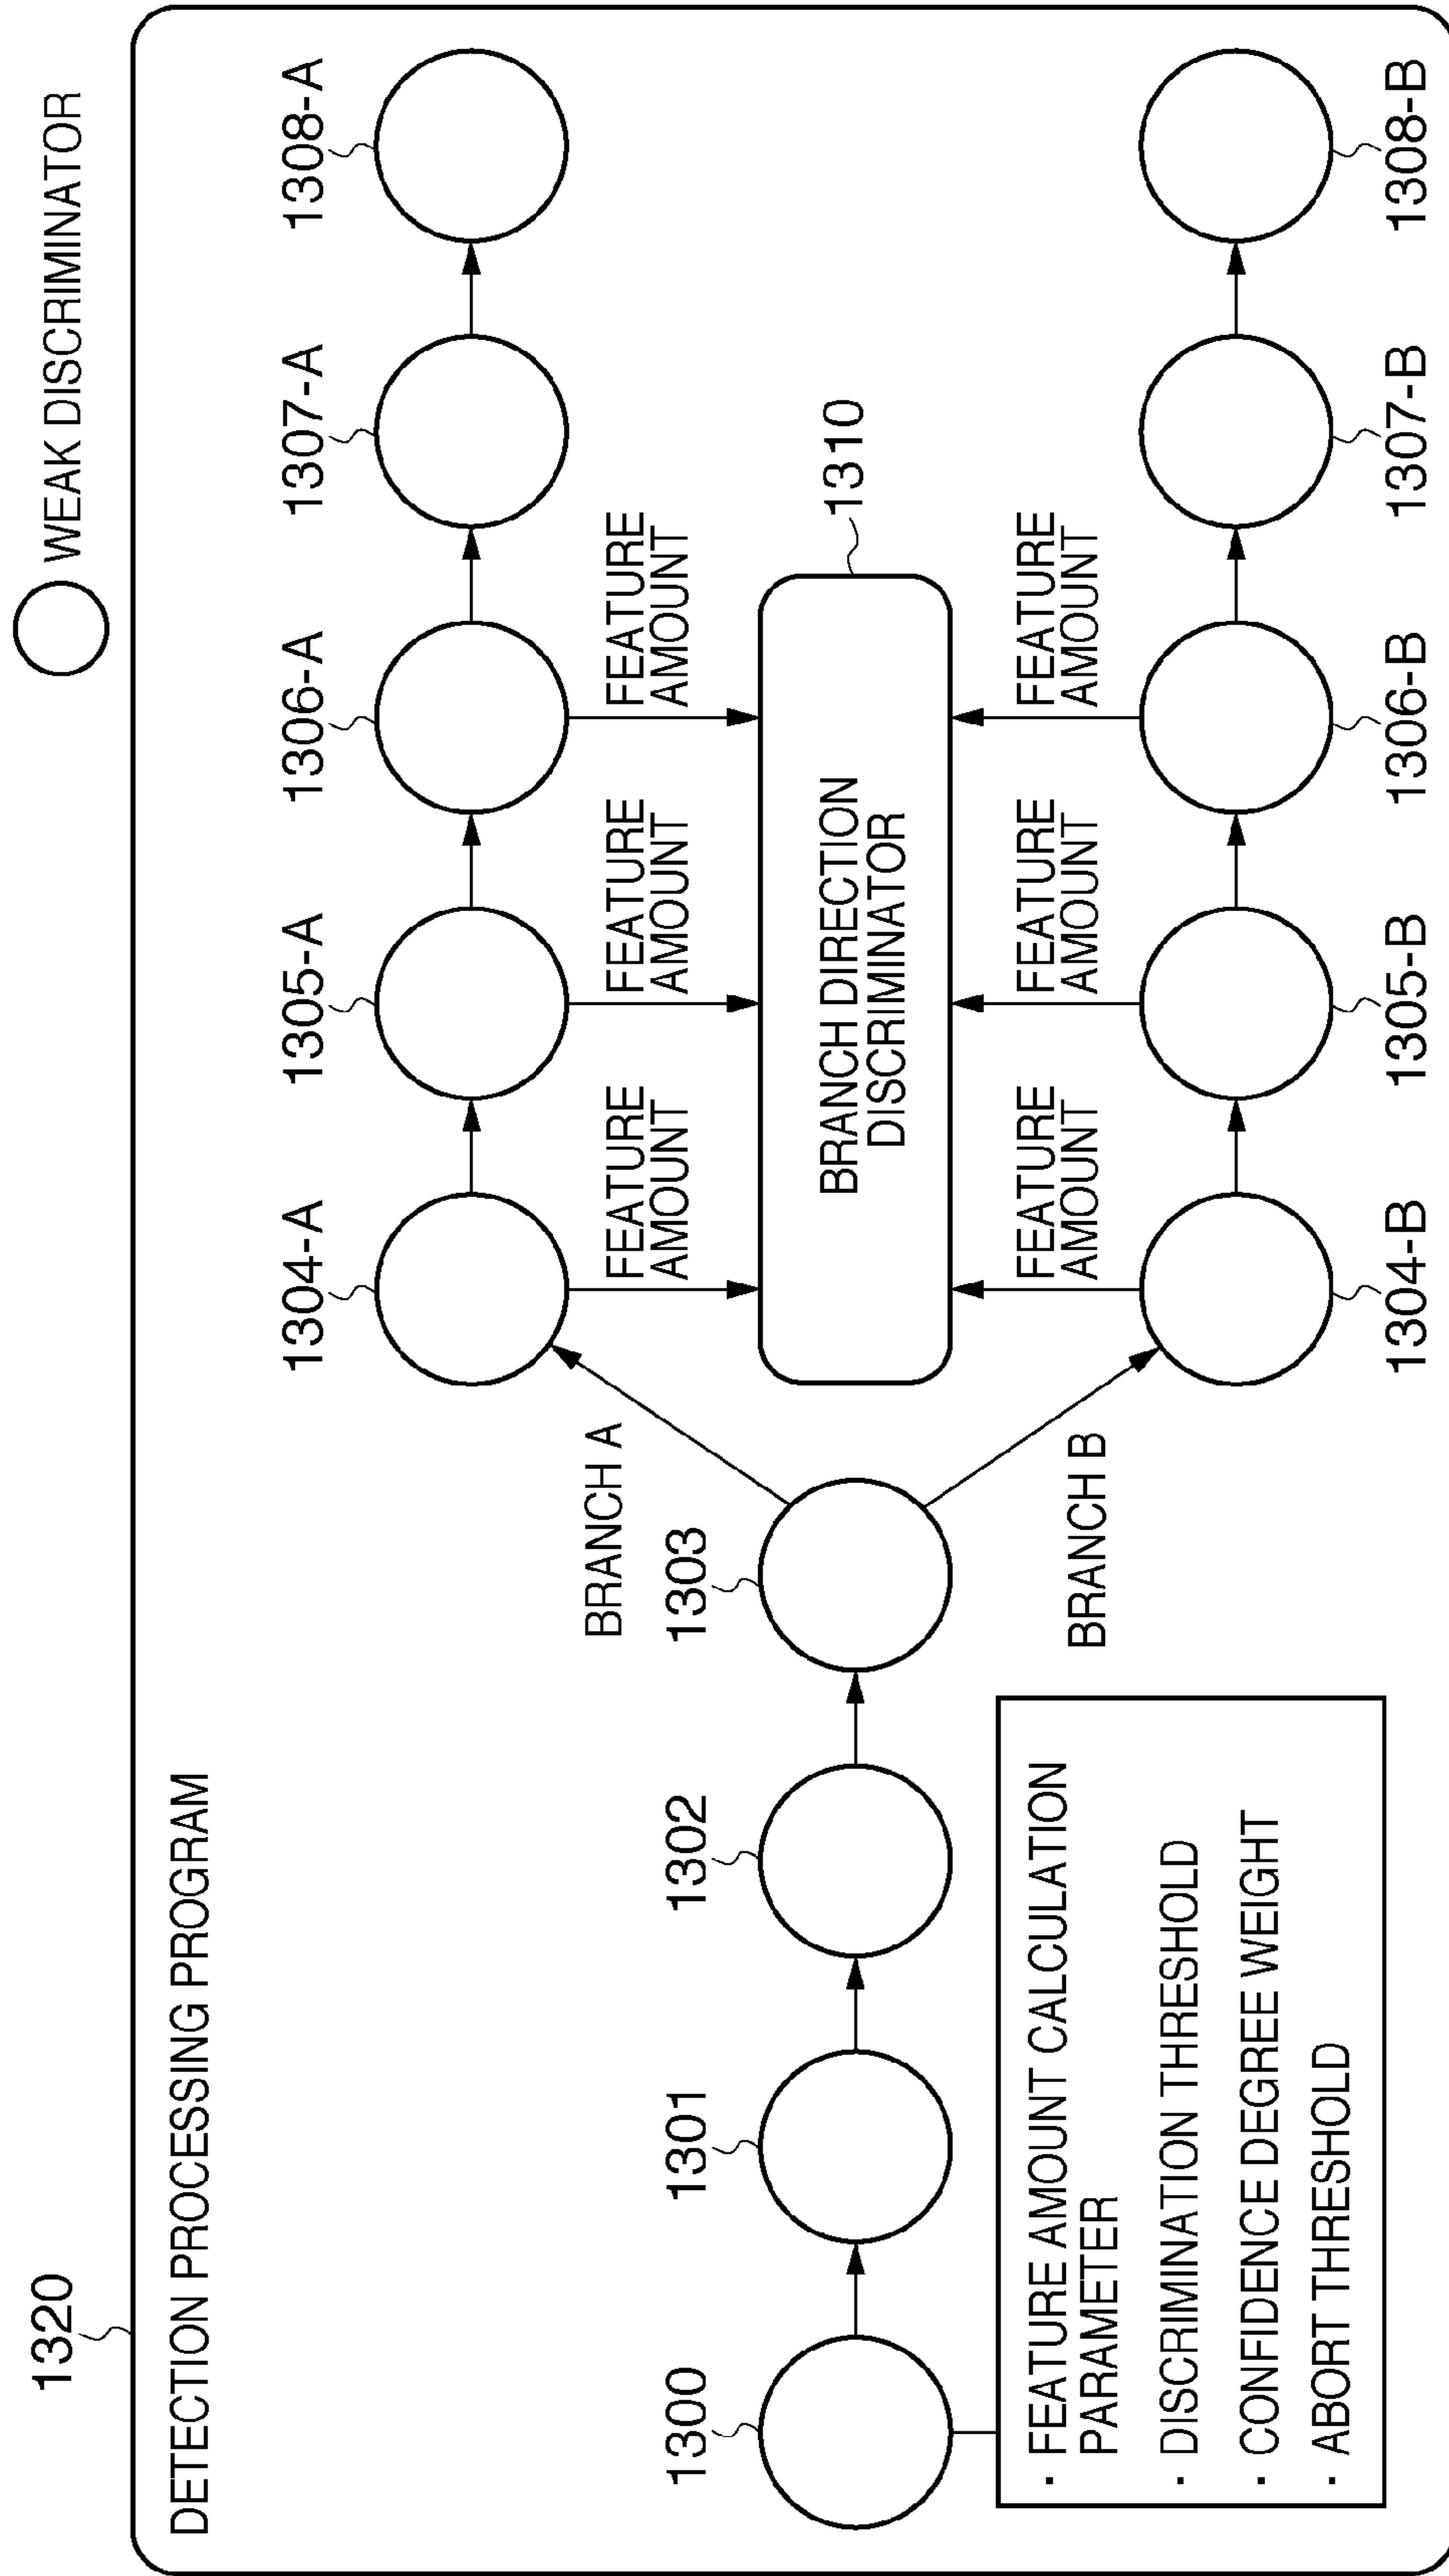 WEAK DISCRIMINATOR
1320
DETECTION PROCESSING PROGRAM
1304-A
1305-A
1306-A
1307-A
1308-A
FEATURE
AMOUNT
FEATURE
AMOUNT
FEATURE
AMOUNT
BRANCH A
1300
1301
1302
1303
1310
BRANCH DIRECTION
DISCRIMINATOR
BRANCH B
FEATURE
AMOUNT
FEATURE
AMOUNT
FEATURE
AMOUNT
· FEATURE AMOUNT CALCULATION
PARAMETER
· DISCRIMINATION THRESHOLD
· CONFIDENCE DEGREE WEIGHT
· ABORT THRESHOLD
1304-B
1305-B
1306-B
1307-B
1308-B